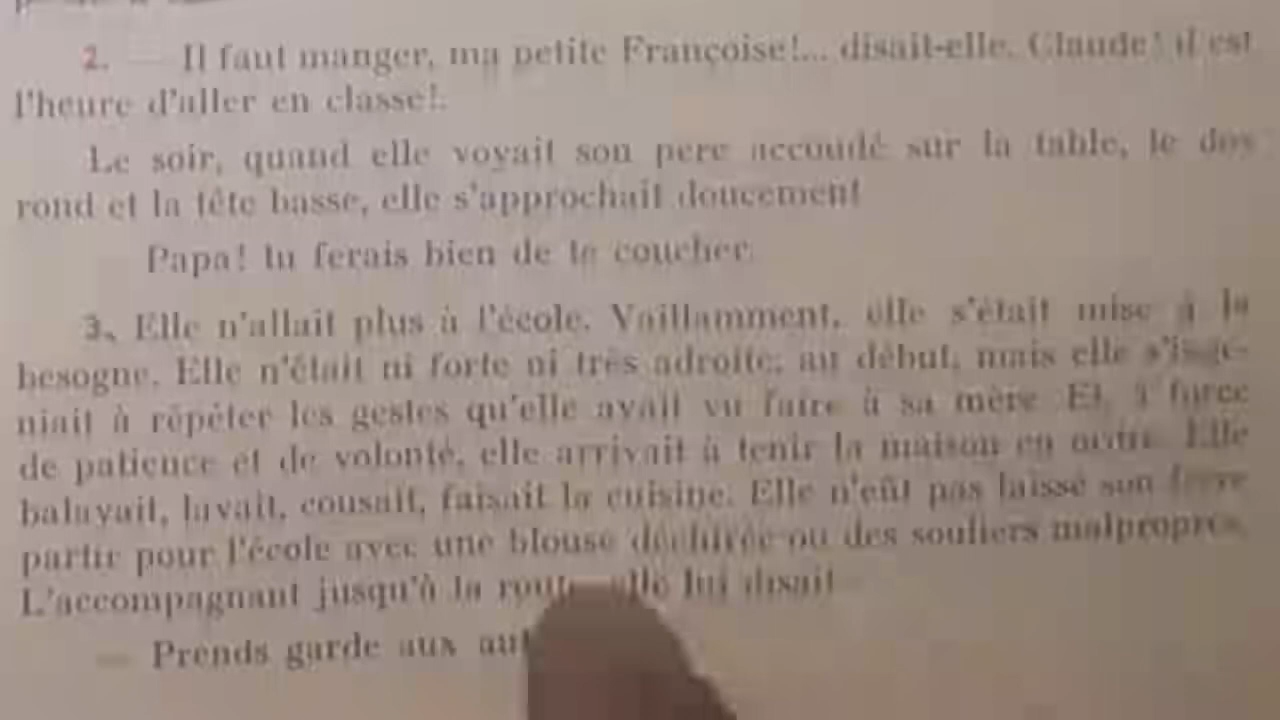 2. — Il faut manger, ma petite Françoise!... disait-elle. Claude! il est
l'heure d'aller en classe!.
Le soir, quand elle voyait son père accoudé sur la table, le dos
rond et la tête basse, elle s'approchait doucement
Papa! tu ferais bien de te coucher.
3. Elle n'allait plus à l'école. Vaillamment, elle s'était mise à la
besogne. Elle n'était ni forte ni très adroite, au début, mais elle s'ingé-
niait à répéter les gestes qu'elle avait vu faire à sa mère. Et, à force
de patience et de volonté, elle arrivait à tenir la maison en ordre. Elle
balayait, lavait, cousait, faisait la cuisine. Elle n'eût pas laissé son frère
partir pour l'école avec une blouse déchirée ou des souliers malpropres.
L'accompagnant jusqu'à la route elle lui disait
— Prends garde aux